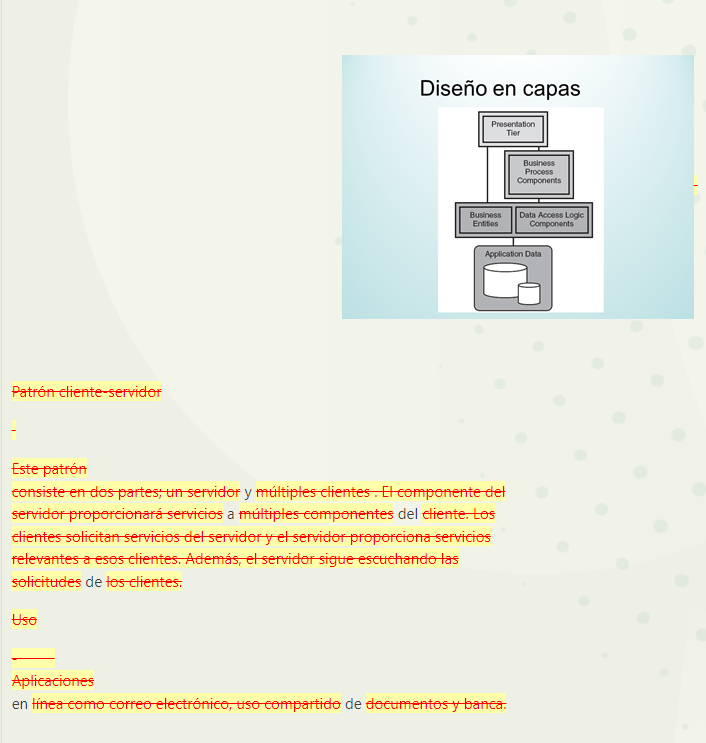 Diseño en capas
Presentation
Tier
Business
Process
Components
Business
Entities
Data Access Logic
Components
Application Data
Patrón cliente-servidor
Este patrón
consiste en dos partes; un servidor y múltiples clientes . El componente del
servidor proporcionará servicios a múltiples componentes del cliente. Los
clientes solicitan servicios del servidor y el servidor proporciona servicios
relevantes a esos clientes. Además, el servidor sigue escuchando las
solicitudes de los clientes.
Uso
Aplicaciones
en línea como correo electrónico, uso compartido de documentos y banca.